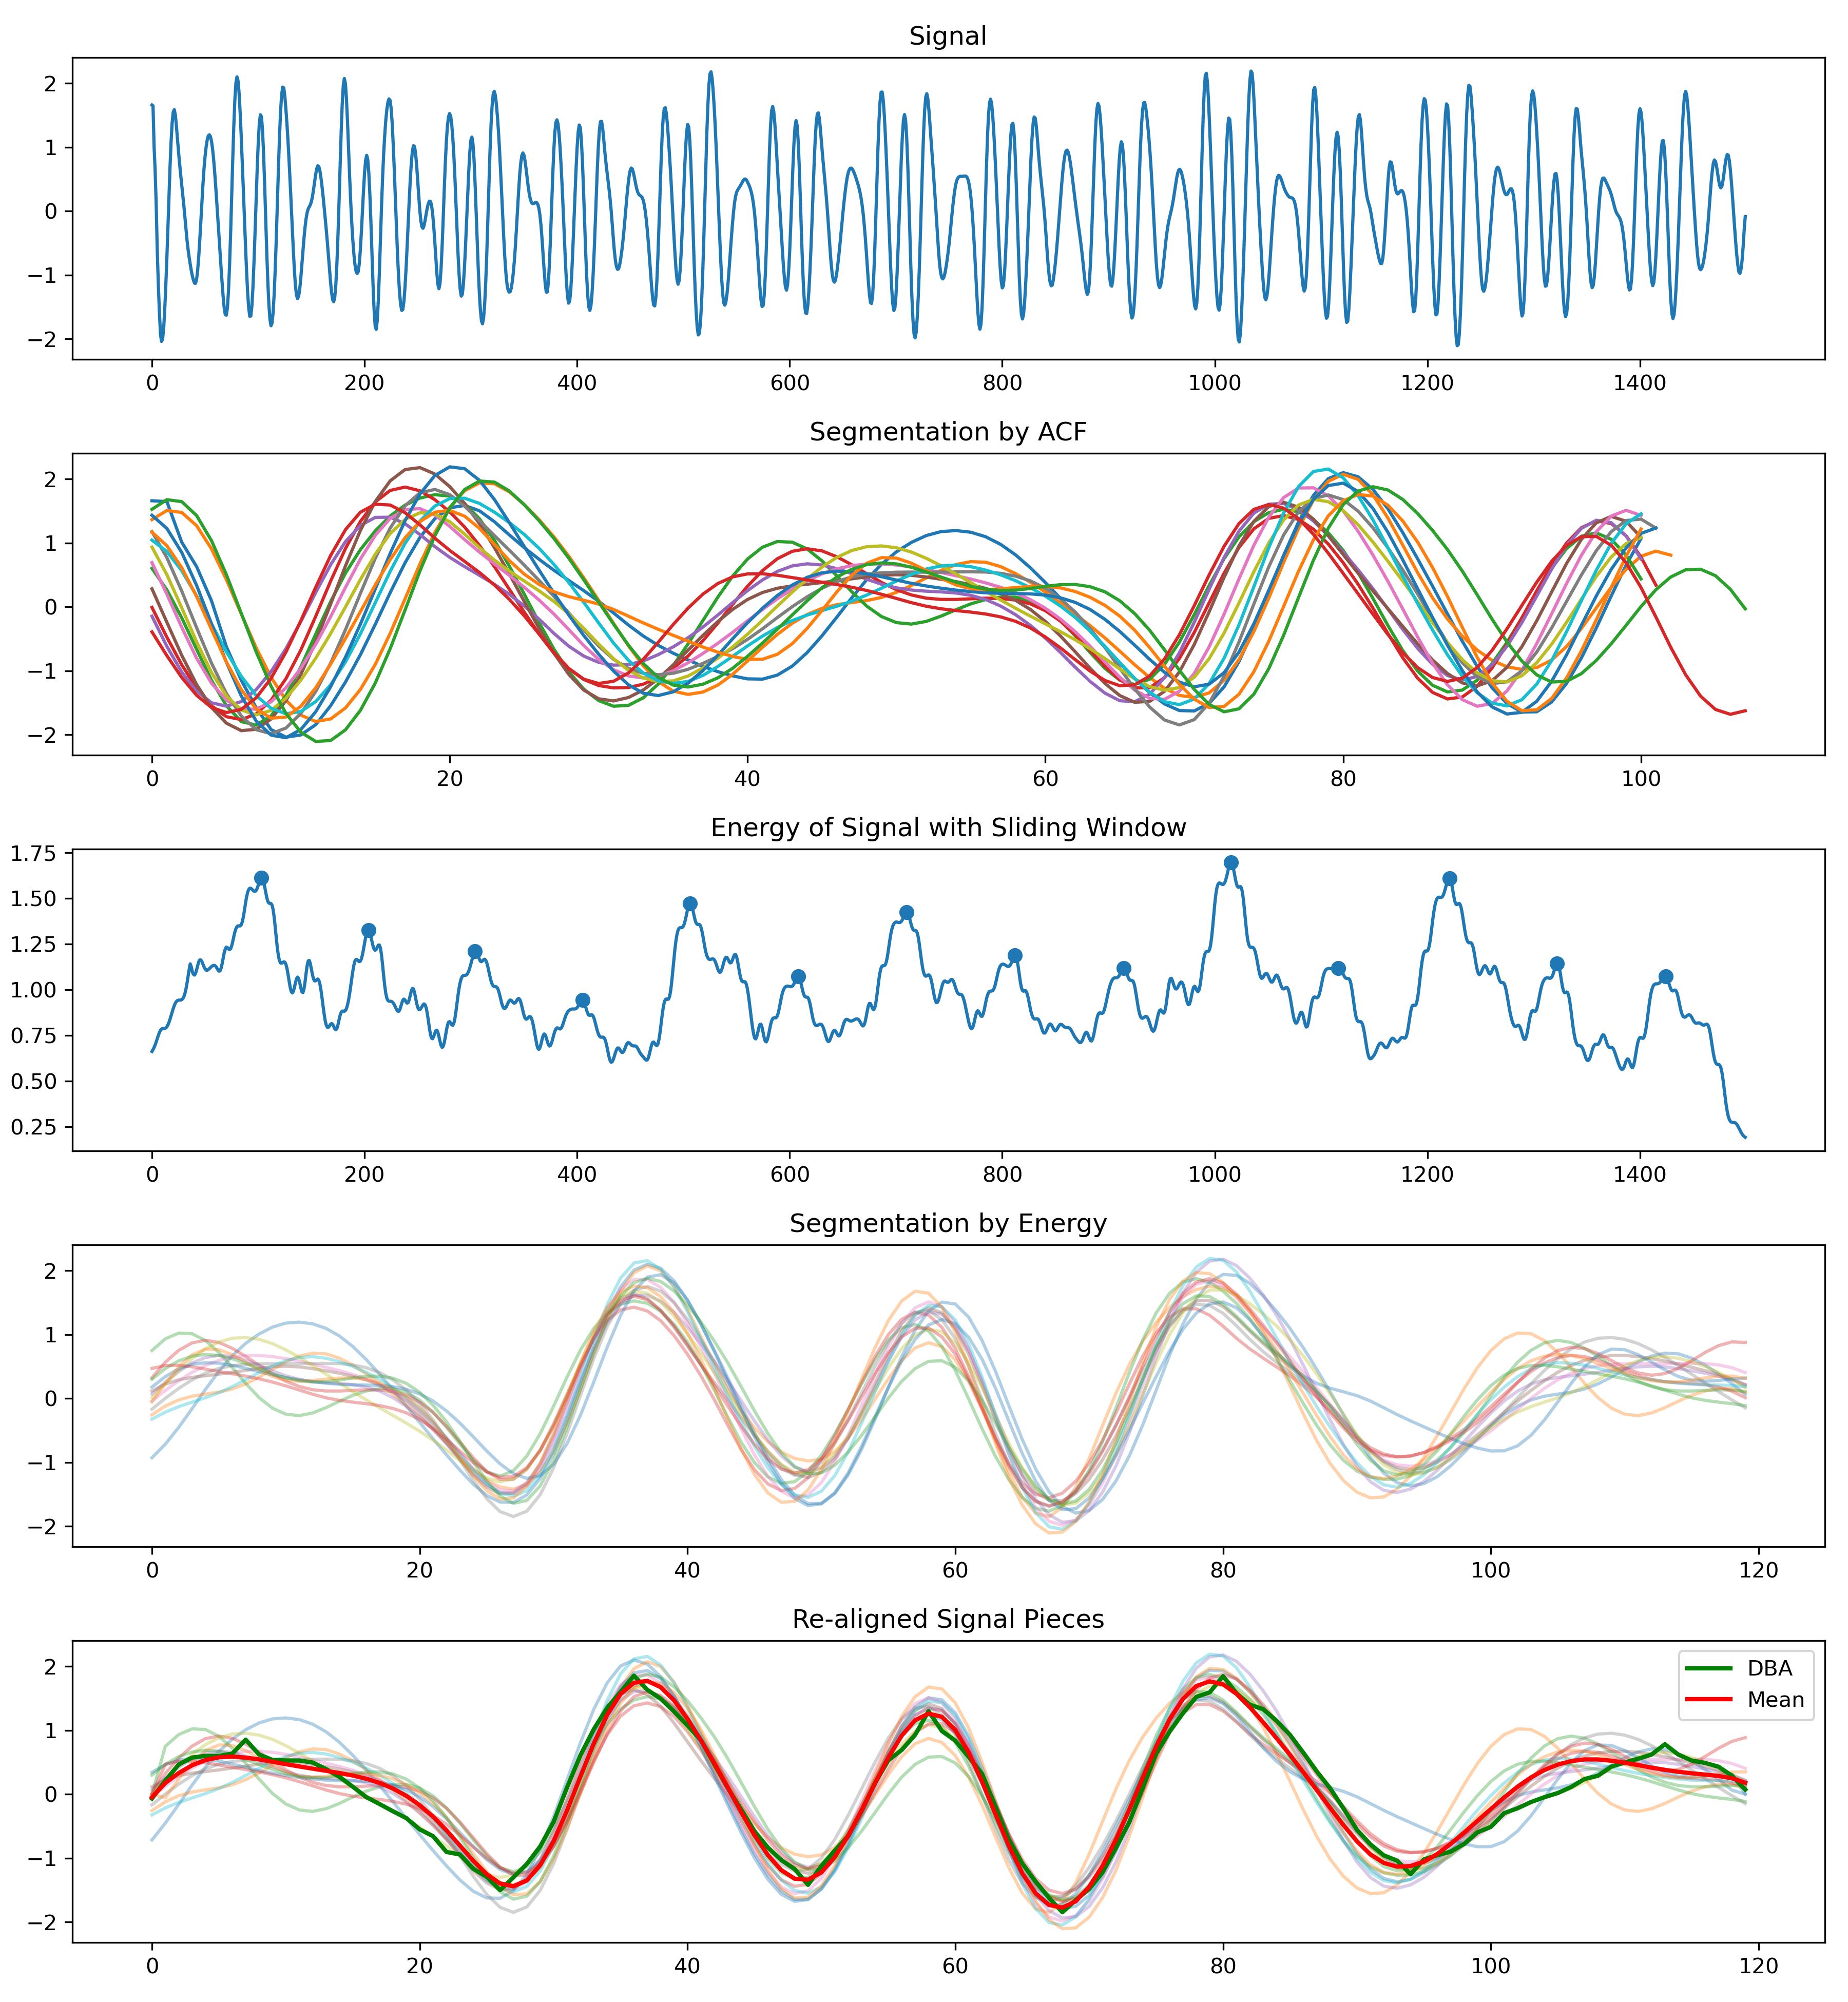 Signal
2
1
0
−1
−2
0 200 400 600 800 1000 1200 1400
Segmentation by ACF
2
1
0
−1
−2
0 20 40 60 80 100
Energy of Signal with Sliding Window
1.75
1.50
1.25
1.00
0.75
0.50
0.25
0 200 400 600 800 1000 1200 1400
Segmentation by Energy
2
1
0
−1
−2
0 20 40 60 80 100 120
Re-aligned Signal Pieces
DBA
Mean
2
1
0
−1
−2
0 20 40 60 80 100 120